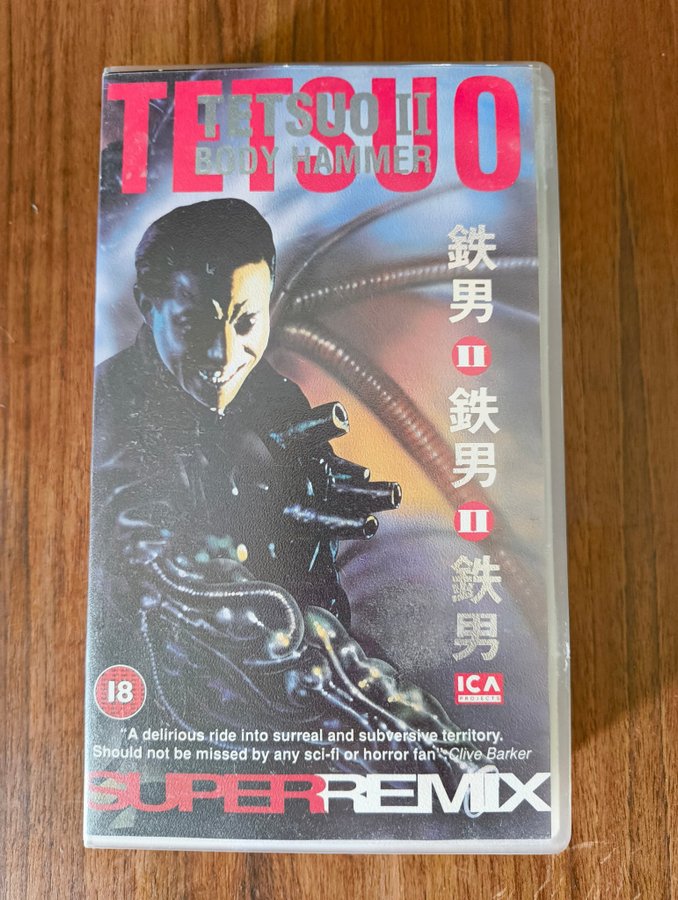 TETSUO
TETSUO II
BODY HAMMER
鉄男
II
鉄男
II
鉄男
ICA
PROJECTS
18
“A delirious ride into surreal and subversive territory.
Should not be missed by any sci-fi or horror fan”-Clive Barker
SUPERREMIX